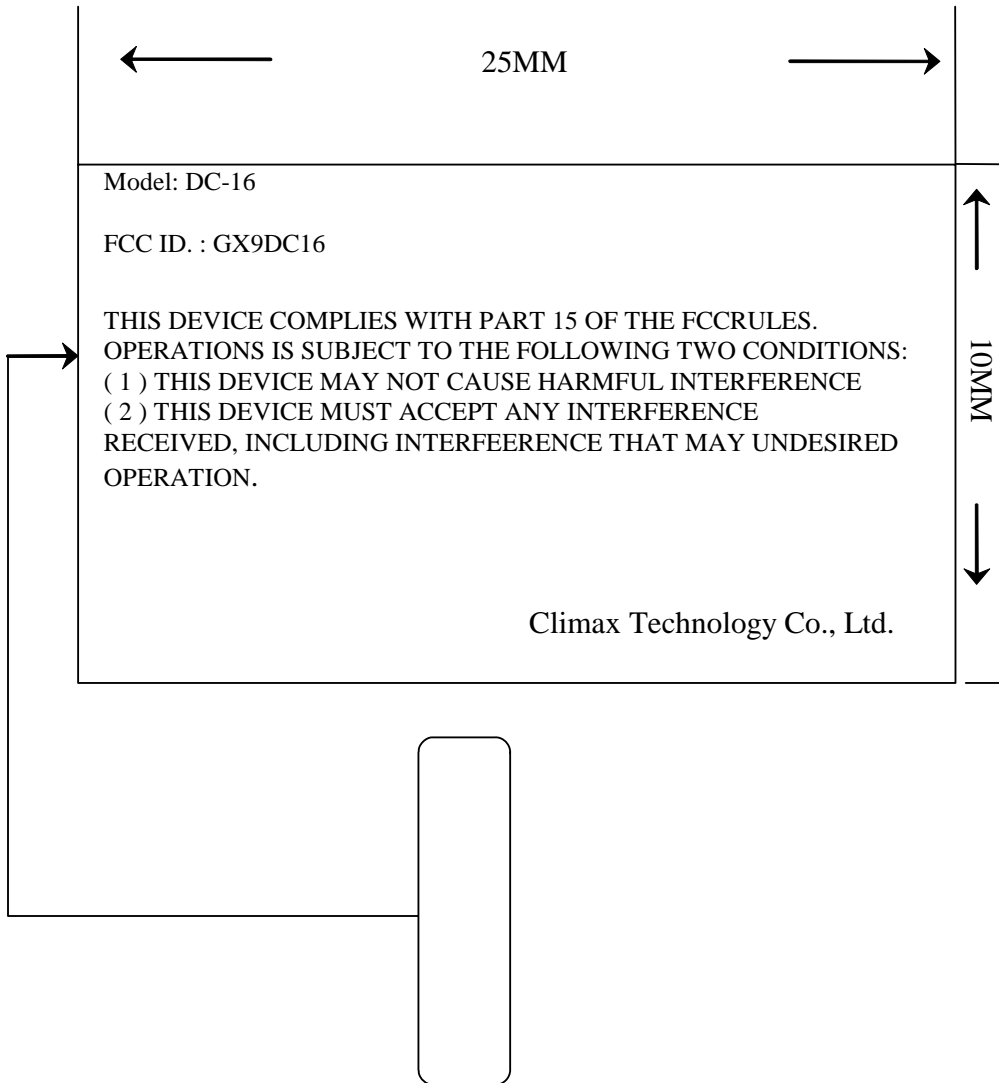 25MM
Model: DC-16
FCC ID. : GX9DC16
THIS DEVICE COMPLIES WITH PART 15 OF THE FCCRULES.
OPERATIONS IS SUBJECT TO THE FOLLOWING TWO CONDITIONS:
( 1 ) THIS DEVICE MAY NOT CAUSE HARMFUL INTERFERENCE
( 2 ) THIS DEVICE MUST ACCEPT ANY INTERFERENCE
RECEIVED, INCLUDING INTERFEERENCE THAT MAY UNDESIRED
OPERATION.
10MM
Climax Technology Co., Ltd.